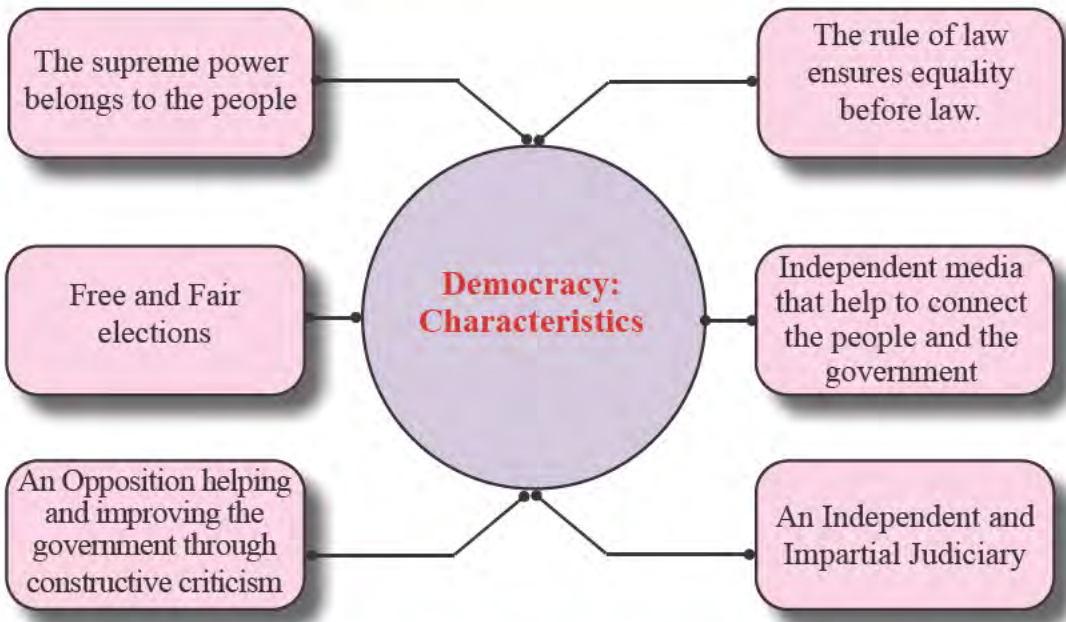 The supreme power
belongs to the people
The rule of law
ensures equality
before law.
Free and Fair
elections
Democracy:
Characteristics
Independent media
that help to connect
the people and the
government
An Opposition helping
and improving the
government through
constructive criticism
An Independent and
Impartial Judiciary